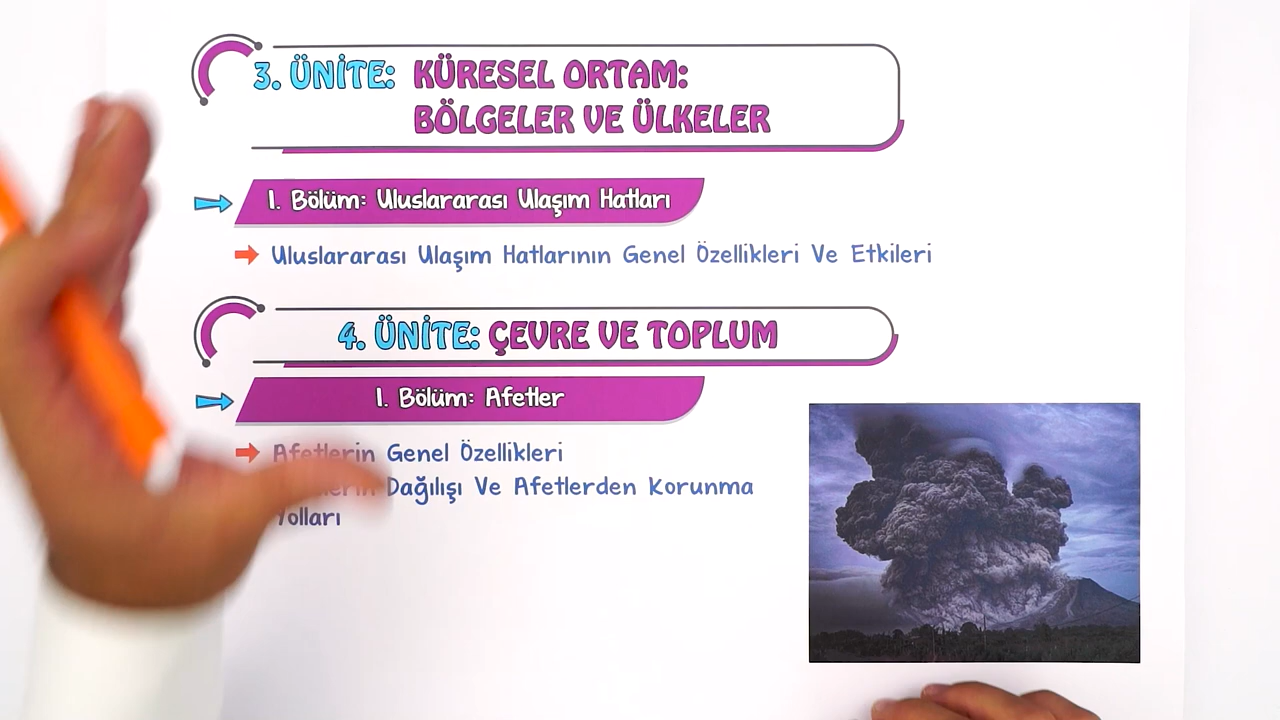 3. ÜNİTE: KÜRESEL ORTAM:
BÖLGELER VE ÜLKELER
1. Bölüm: Uluslararası Ulaşım Hatları
Uluslararası Ulaşım Hatlarının Genel Özellikleri Ve Etkileri
4. ÜNİTE: ÇEVRE VE TOPLUM
1. Bölüm: Afetler
Afetlerin Genel Özellikleri
Dağılışı Ve Afetlerden Korunma
Yolları